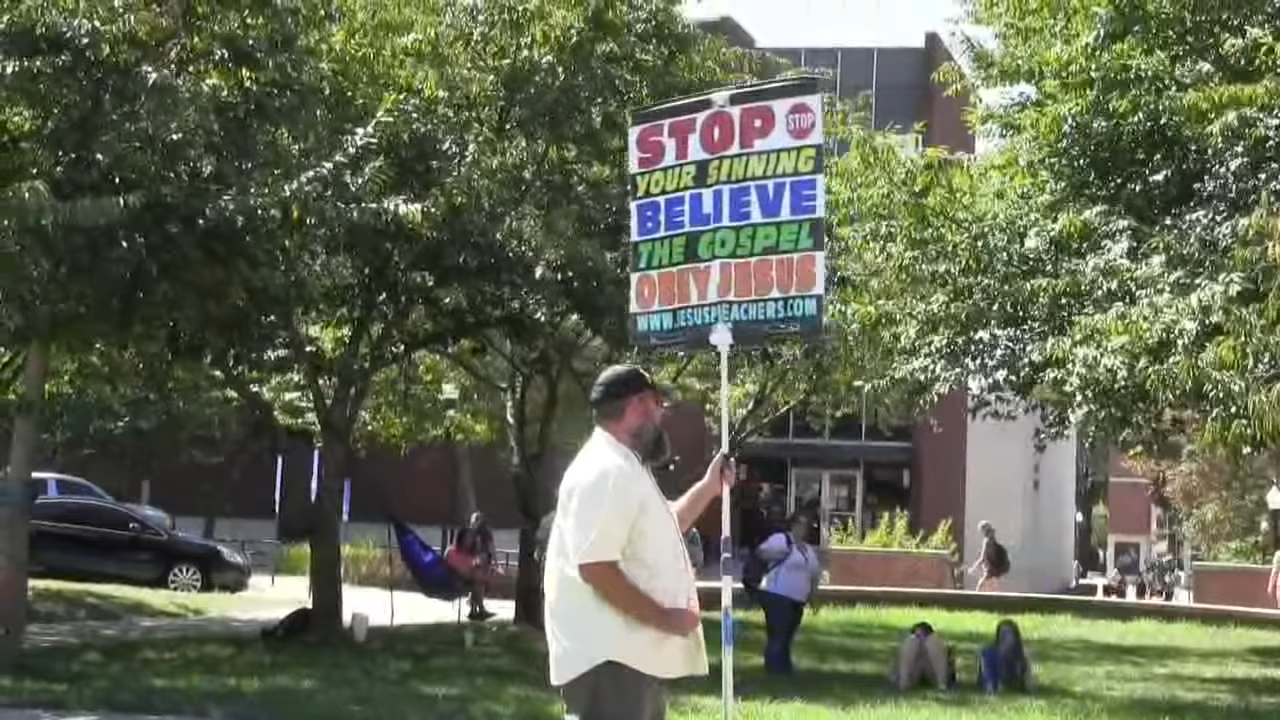 STOP STOP
YOUR SINNING
BELIEVE
THE GOSPEL
OBEY JESUS
WWW.JESUSPREACHERS.COM